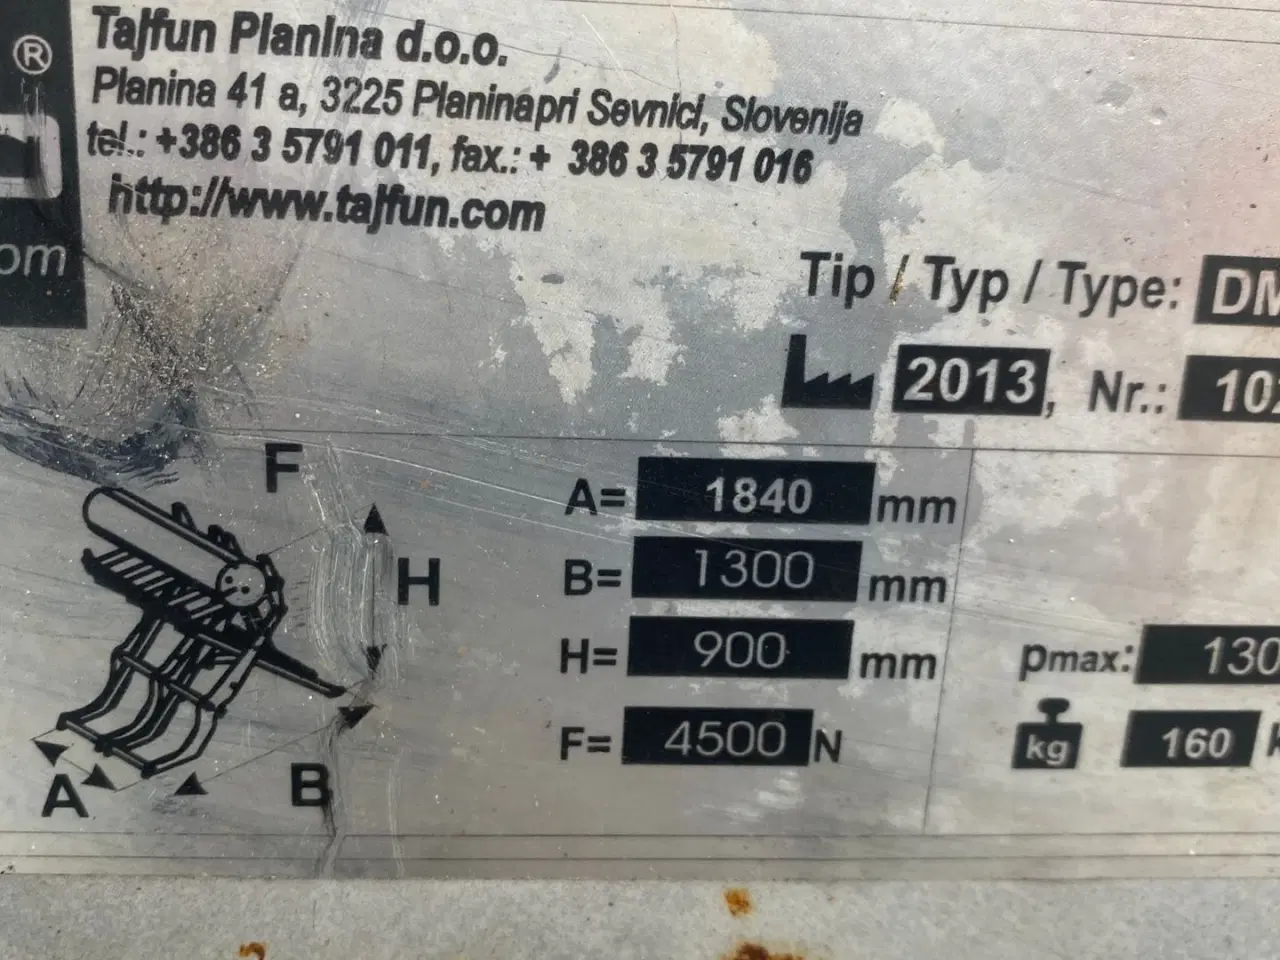 ®
Tajfun Planina d.o.o.
Planina 41 a, 3225 Planinapri Sevnici, Slovenija
tel.: +386 3 5791 011, fax.: + 386 3 5791 016
http://www.tajfun.com
om
Tip / Typ / Type: DM
2013, Nr.: 10
F
H
A
B
A= 1840 mm
B= 1300 mm
H= 900 mm
F= 4500 N
pmax: 130
kg 160 k